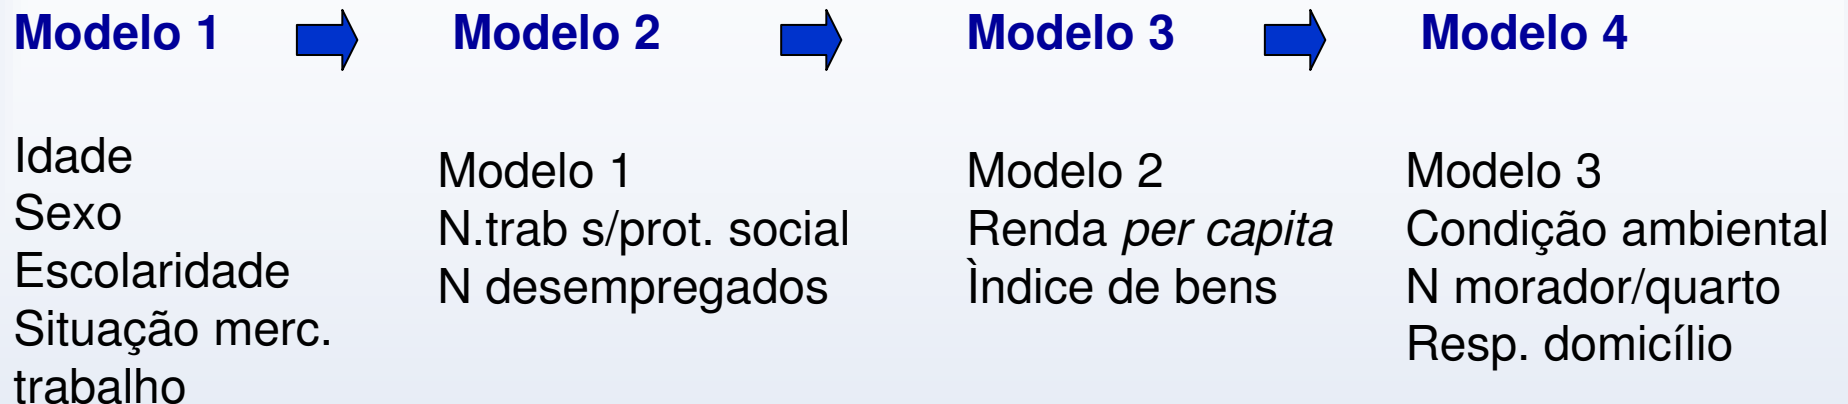 Modelo 1
Modelo 2
Modelo 3
Modelo 4
Idade
Sexo
Escolaridade
Situação merc.
trabalho
Modelo 1
N.trab s/prot. social
N desempregados
Modelo 2
Renda per capita
Ìndice de bens
Modelo 3
Condição ambiental
N morador/quarto
Resp. domicílio